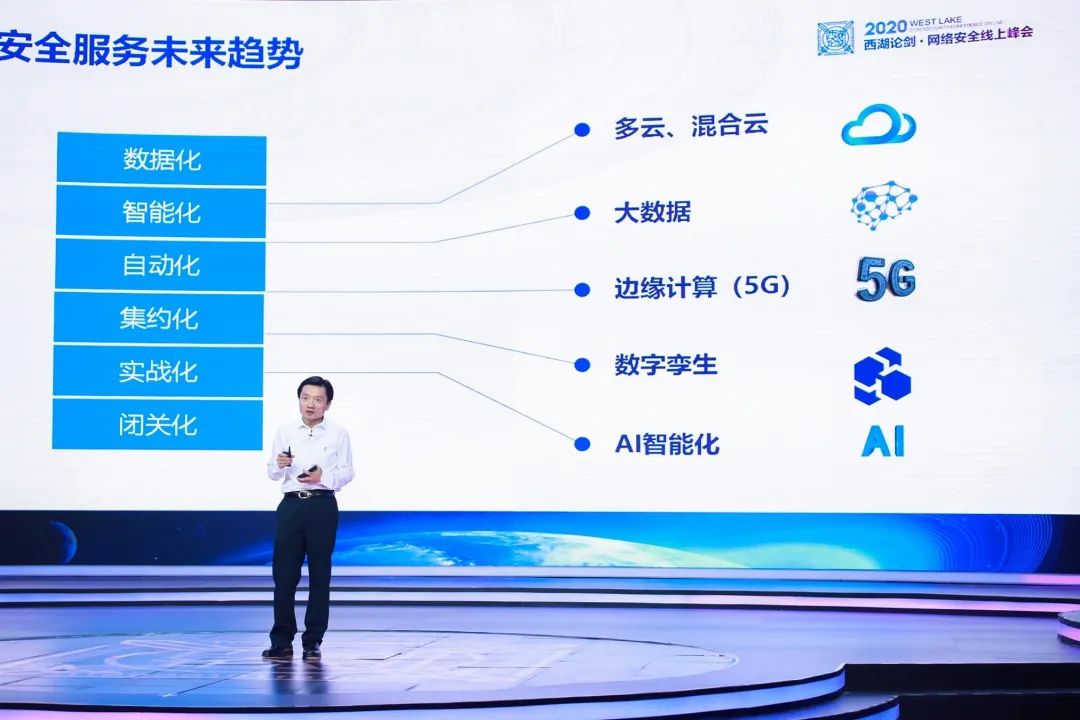 安全服务未来趋势
2020 WEST LAKE
西湖论剑·网络安全线上峰会
数据化
智能化
自动化
集约化
实战化
闭关化
多云、混合云
大数据
边缘计算（5G）
5G
数字孪生
AI智能化
AI